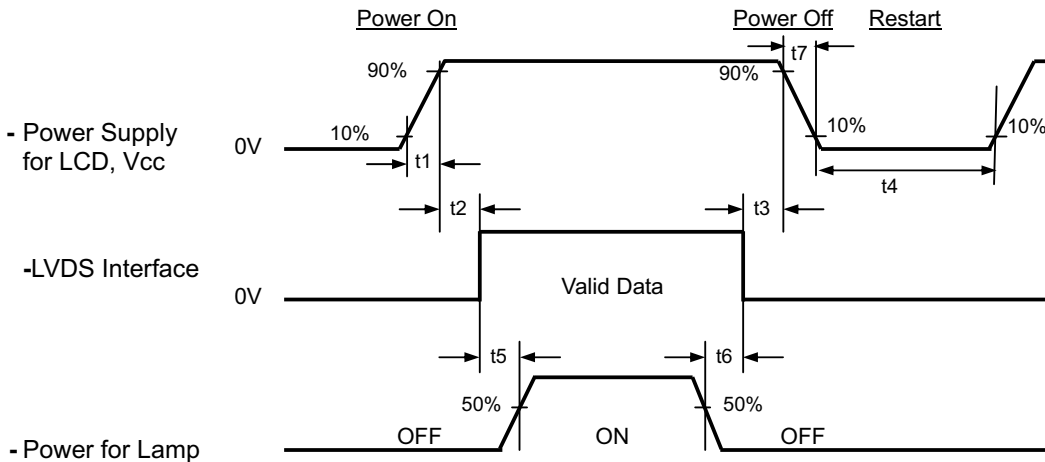 Power On
Power Off
Restart
t7
90%
90%
- Power Supply
for LCD, Vcc
0V
10%
10%
10%
t1
t4
t2
t3
-LVDS Interface
0V
Valid Data
t5
t6
50%
50%
- Power for Lamp
OFF
ON
OFF